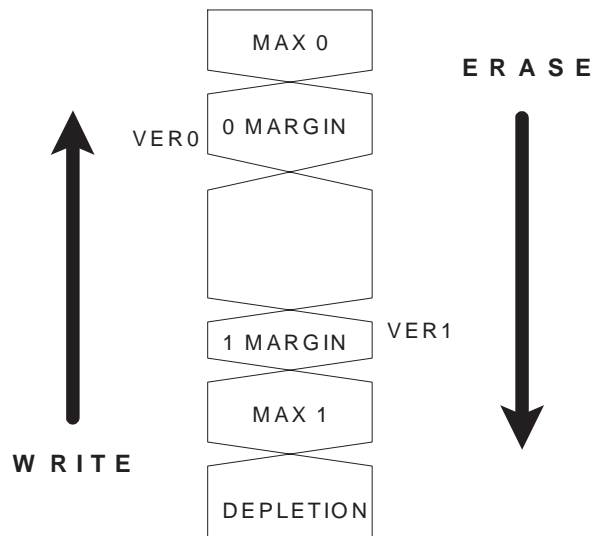 MAX 0
ERASE
VER0
0 MARGIN
1 MARGIN
VER1
MAX 1
WRITE
DEPLETION